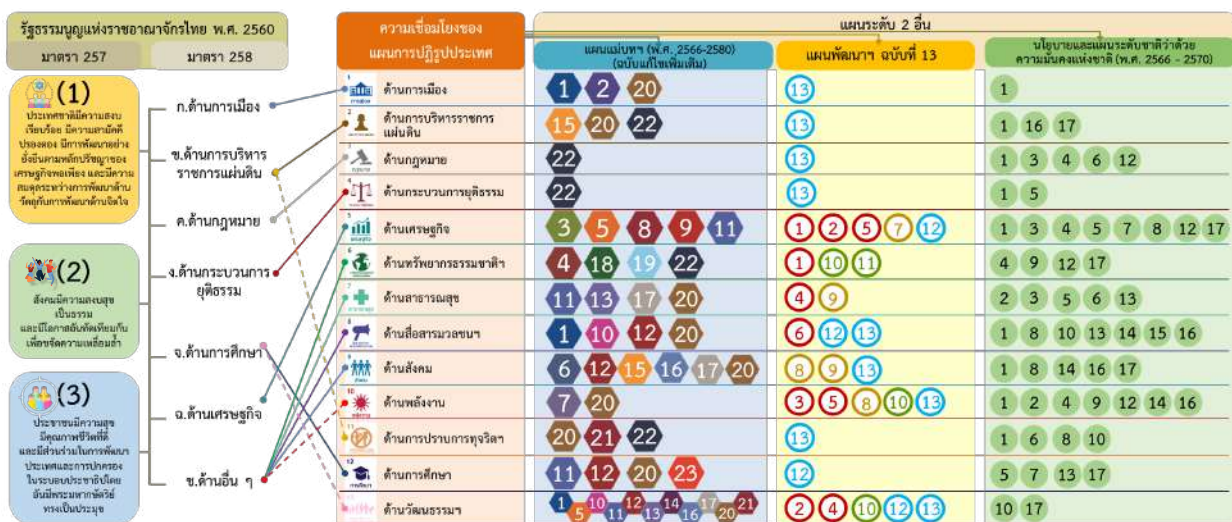 รัฐธรรมนูญแห่งราชอาณาจักรไทย พ.ศ. 2560
มาตรา 257
มาตรา 258
(1)
ประเทศชาติมีความสงบ
เรียบร้อย มีความสามัคคี
ปรองดอง มีการพัฒนาอย่าง
ยั่งยืนตามหลักปรัชญาของ
เศรษฐกิจพอเพียง และมีความ
สมดุลระหว่างการพัฒนาด้าน
วัตถุกับการพัฒนาด้านจิตใจ
(2)
สังคมมีความสงบสุข
เป็นธรรม
และมีโอกาสอันทัดเทียมกัน
เพื่อขจัดความเหลื่อมล้ำ
(3)
ประชาชนมีความสุข
มีคุณภาพชีวิตที่ดี
และมีส่วนร่วมในการพัฒนา
ประเทศและการปกครอง
ในระบอบประชาธิปไตย
อันมีพระมหากษัตริย์
ทรงเป็นประมุข
ก.ด้านการเมือง
ข.ด้านการบริหาร
ราชการแผ่นดิน
ค.ด้านกฎหมาย
ง.ด้านกระบวนการ
ยุติธรรม
จ.ด้านการศึกษา
ฉ.ด้านเศรษฐกิจ
ช.ด้านอื่น ๆ
ความเชื่อมโยงของ
แผนการปฏิรูปประเทศ
แผนระดับ 2 อื่น
แผนแม่บทฯ (พ.ศ. 2566-2580)
(ฉบับแก้ไขเพิ่มเติม)
แผนพัฒนาฯ ฉบับที่ 13
นโยบายและแผนระดับชาติว่าด้วย
ความมั่นคงแห่งชาติ (พ.ศ. 2566 - 2570)
ด้านการเมือง 1 2 20 13 1
ด้านการบริหารราชการ
แผ่นดิน 15 20 22 13 1 16 17
ด้านกฎหมาย 22 13 1 3 4 6 12
ด้านกระบวนการยุติธรรม 22 13 1 5
ด้านเศรษฐกิจ 3 5 8 9 11 1 2 5 7 12 1 3 4 5 7 8 12 17
ด้านทรัพยากรธรรมชาติฯ 4 18 19 22 1 10 11 4 9 12 17
ด้านสาธารณสุข 11 13 17 20 4 9 2 3 5 6 13
ด้านสื่อสารมวลชนฯ 1 10 12 20 6 12 13 1 8 10 13 14 15 16
ด้านสังคม 6 12 15 16 17 20 8 9 13 1 8 14 16 17
ด้านพลังงาน 7 20 3 5 8 10 13 1 2 4 9 12 14 16
ด้านการปราบการทุจริตฯ 20 21 22 13 1 6 8 10
ด้านการศึกษา 11 12 20 23 12 5 7 13 17
ด้านวัฒนธรรมฯ 1 5 10 11 12 13 14 16 17 20 21 2 4 10 12 13 10 17